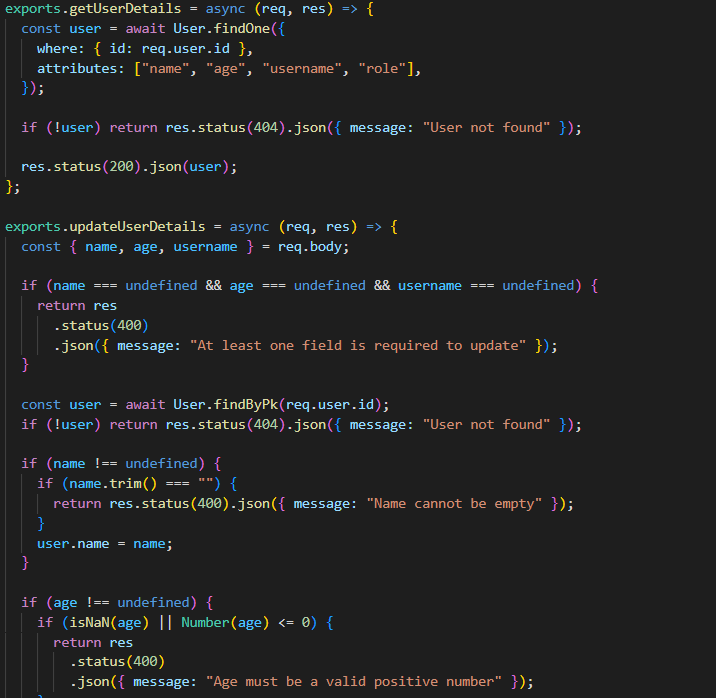 exports.getUserDetails = async (req, res) => {
  const user = await User.findOne({
    where: { id: req.user.id },
    attributes: ["name", "age", "username", "role"],
  });

  if (!user) return res.status(404).json({ message: "User not found" });

  res.status(200).json(user);
};

exports.updateUserDetails = async (req, res) => {
  const { name, age, username } = req.body;

  if (name === undefined && age === undefined && username === undefined) {
    return res
      .status(400)
      .json({ message: "At least one field is required to update" });
  }

  const user = await User.findByPk(req.user.id);
  if (!user) return res.status(404).json({ message: "User not found" });

  if (name !== undefined) {
    if (name.trim() === "") {
      return res.status(400).json({ message: "Name cannot be empty" });
    }
    user.name = name;
  }

  if (age !== undefined) {
    if (isNaN(age) || Number(age) <= 0) {
      return res
        .status(400)
        .json({ message: "Age must be a valid positive number" });